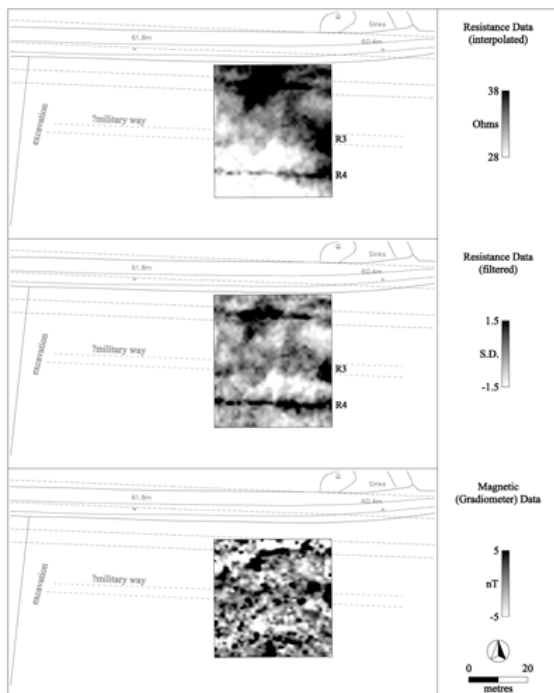 Sinks
61.8m
60.4m
excavation
?military way
R3
R4
Resistance Data
(interpolated)
38
Ohms
28
Sinks
61.8m
60.4m
excavation
?military way
R3
R4
Resistance Data
(filtered)
1.5
S.D.
-1.5
Sinks
61.8m
60.4m
excavation
?military way
Magnetic
(Gradiometer) Data
5
nT
-5
0 20
metres